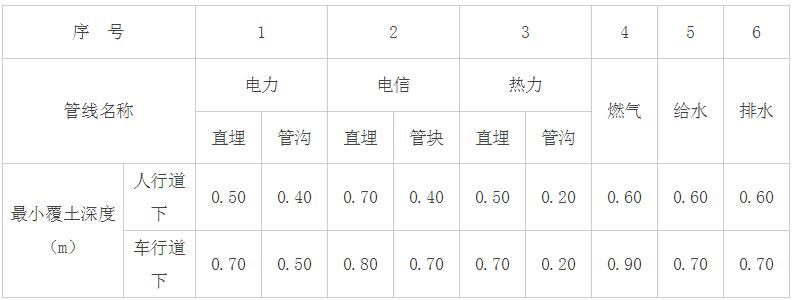 序 号 1 2 3 4 5 6
管线名称 电力 电信 热力 燃气 给水 排水
直埋 管沟 直埋 管块 直埋 管沟
最小覆土深度
（m）
人行道
下
0.50 0.40 0.70 0.40 0.50 0.20 0.60 0.60 0.60
车行道
下
0.70 0.50 0.80 0.70 0.70 0.20 0.90 0.70 0.70